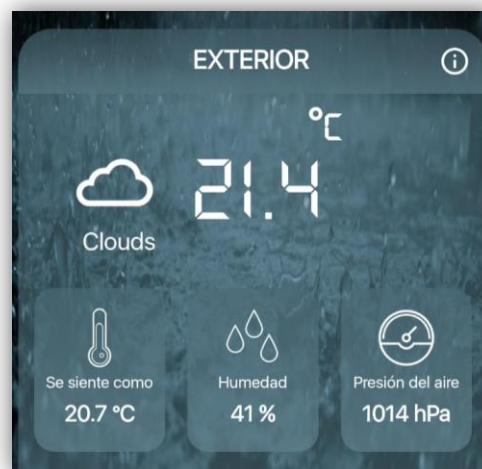 EXTERIOR
°C
21.4
Clouds
Se siente como
20.7 °C
Humedad
41 %
Presión del aire
1014 hPa